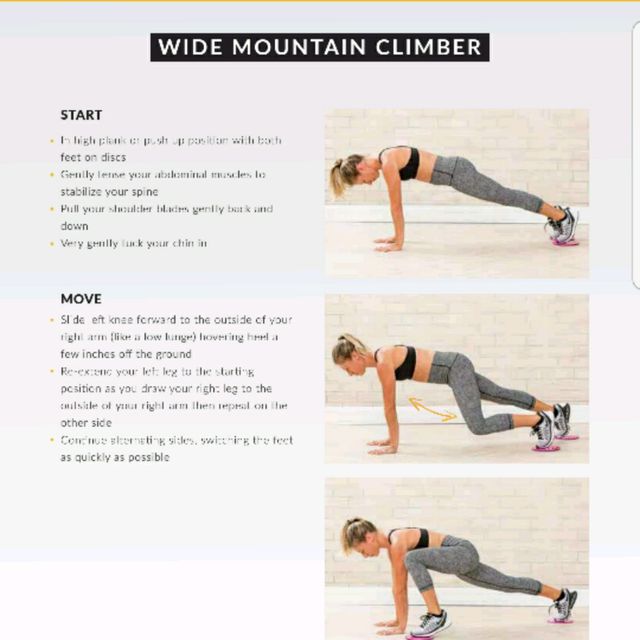 WIDE MOUNTAIN CLIMBER
START
• In high plank or push up position with both
feet on discs
• Gently tense your abdominal muscles to
stabilize your spine
• Pull your shoulder blades gently back and
down
• Very gently tuck your chin in
MOVE
• Slide left knee forward to the outside of your
right arm (like a low lunge) hovering heel a
few inches off the ground
• Re-extend your left leg to the starting
position as you draw your right leg to the
outside of your right arm then repeat on the
other side
• Continue alternating sides, switching the feet
as quickly as possible